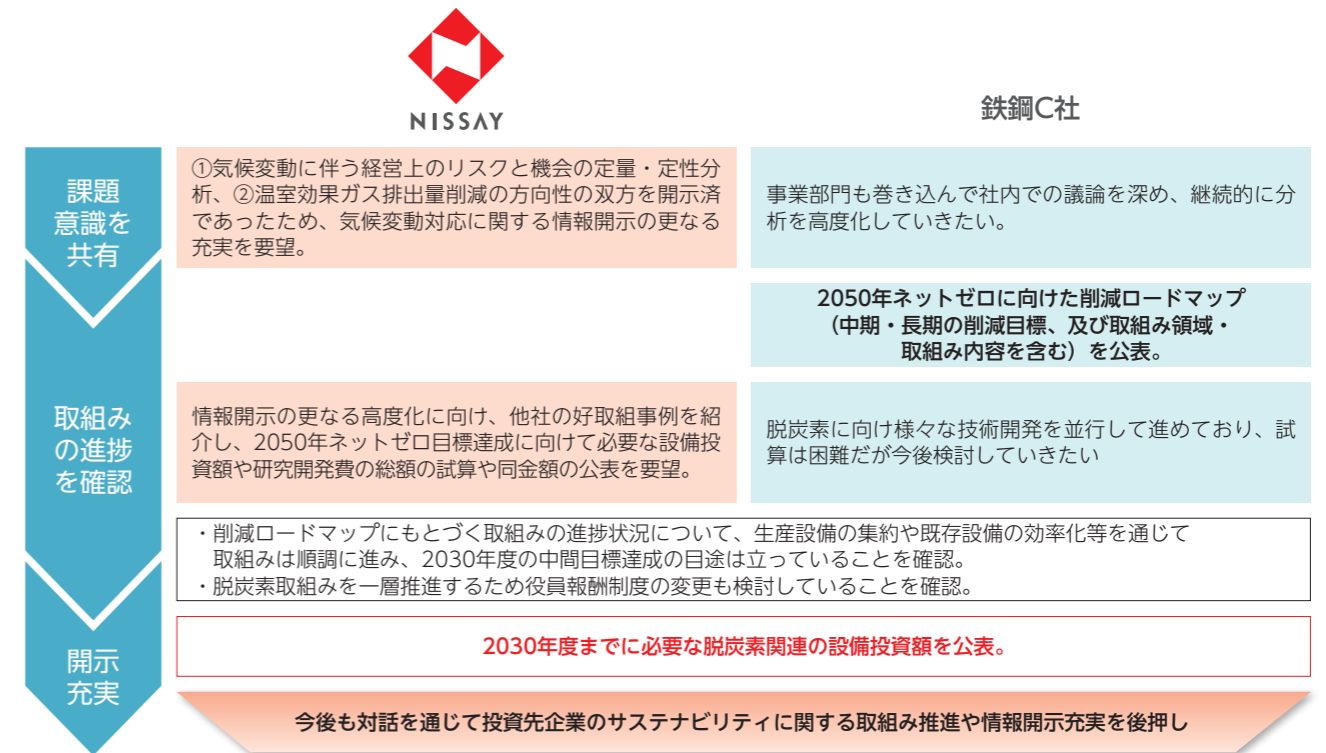 NISSAY
鉄鋼C社
課題
意識を
共有
①気候変動に伴う経営上のリスクと機会の定量・定性分
析、②温室効果ガス排出量削減の方向性の双方を開示済
であったため、気候変動対応に関する情報開示の更なる
充実を要望。
事業部門も巻き込んで社内での議論を深め、継続的に分
析を高度化していきたい。
2050年ネットゼロに向けた削減ロードマップ
（中期・長期の削減目標、及び取組み領域・
取組み内容を含む）を公表。
取組み
の進捗
を確認
情報開示の更なる高度化に向け、他社の好取組事例を紹
介し、2050年ネットゼロ目標達成に向けて必要な設備投
資額や研究開発費の総額の試算や同金額の公表を要望。
脱炭素に向け様々な技術開発を並行して進めており、試
算は困難だが今後検討していきたい
・削減ロードマップにもとづく取組みの進捗状況について、生産設備の集約や既存設備の効率化等を通じて
取組みは順調に進み、2030年度の中間目標達成の目途は立っていることを確認。
・脱炭素取組みを一層推進するため役員報酬制度の変更も検討していることを確認。
開示
充実
2030年度までに必要な脱炭素関連の設備投資額を公表。
今後も対話を通じて投資先企業のサステナビリティに関する取組み推進や情報開示充実を後押し